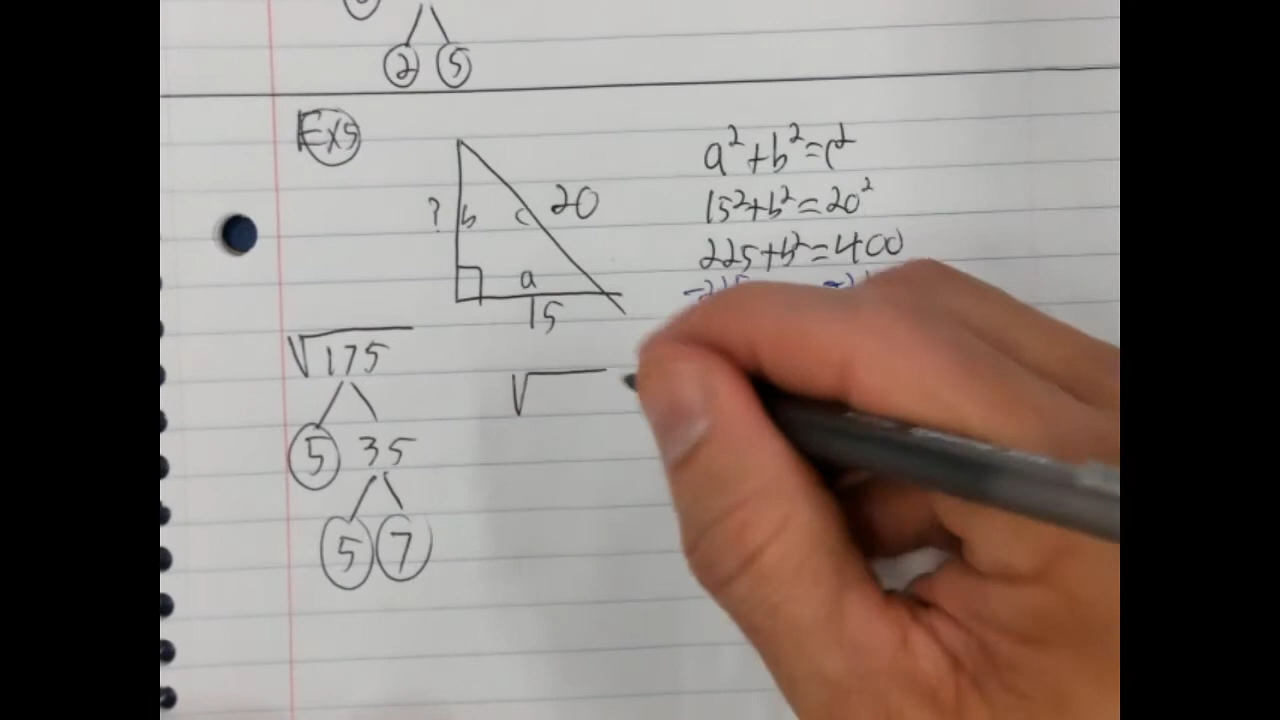 2 5
Ex5
a²+b²=c²
? b c 20
15²+b²=20²
225+b²=400
a
15
√175
√
5 35
5 7